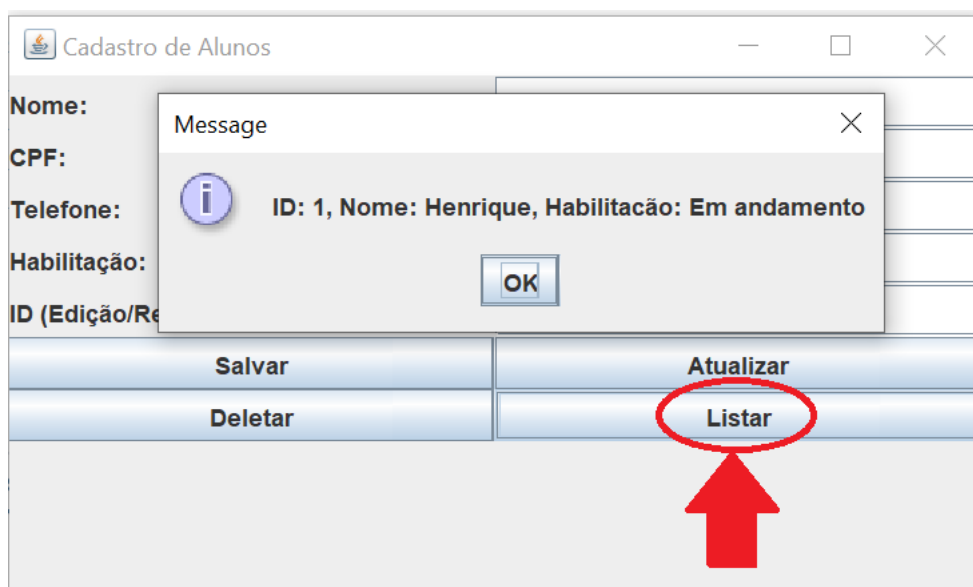 Cadastro de Alunos
Nome:
Message
CPF:
ID: 1, Nome: Henrique, Habilitacão: Em andamento
Telefone:
Habilitação:
OK
ID (Edição/Re
Salvar
Atualizar
Deletar
Listar